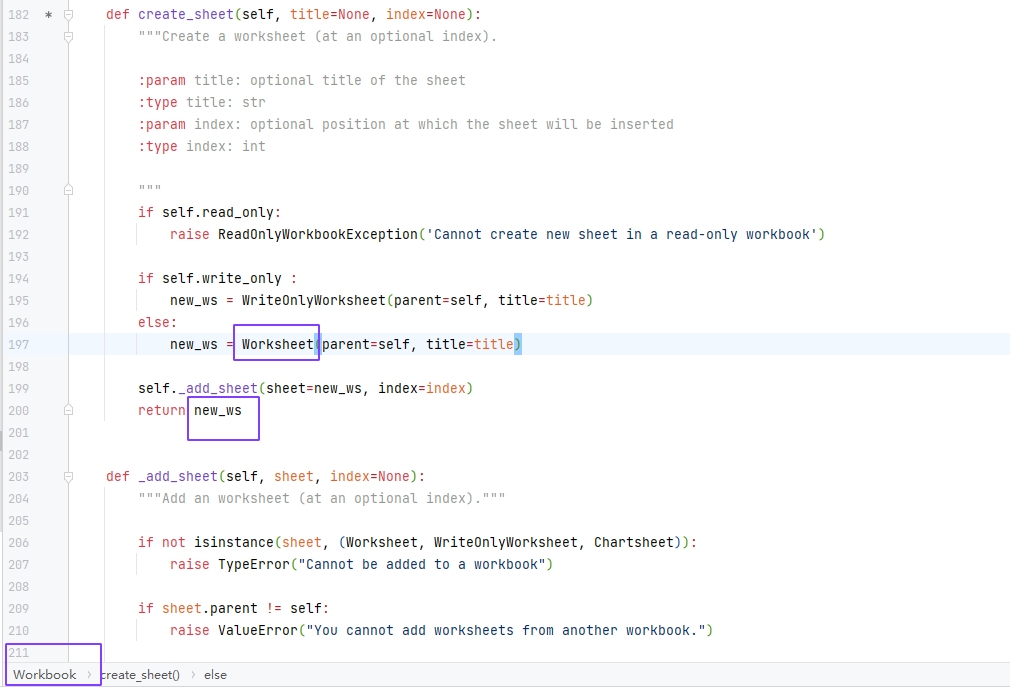 182 * def create_sheet(self, title=None, index=None):
183 """Create a worksheet (at an optional index).
184
185 :param title: optional title of the sheet
186 :type title: str
187 :param index: optional position at which the sheet will be inserted
188 :type index: int
189
190 """
191 if self.read_only:
192 raise ReadOnlyWorkbookException('Cannot create new sheet in a read-only workbook')
193
194 if self.write_only :
195 new_ws = WriteOnlyWorksheet(parent=self, title=title)
196 else:
197 new_ws = Worksheet(parent=self, title=title)
198
199 self._add_sheet(sheet=new_ws, index=index)
200 return new_ws
201
202
203 def _add_sheet(self, sheet, index=None):
204 """Add an worksheet (at an optional index)."""
205
206 if not isinstance(sheet, (Worksheet, WriteOnlyWorksheet, Chartsheet)):
207 raise TypeError("Cannot be added to a workbook")
208
209 if sheet.parent != self:
210 raise ValueError("You cannot add worksheets from another workbook.")
211
Workbook › create_sheet() › else